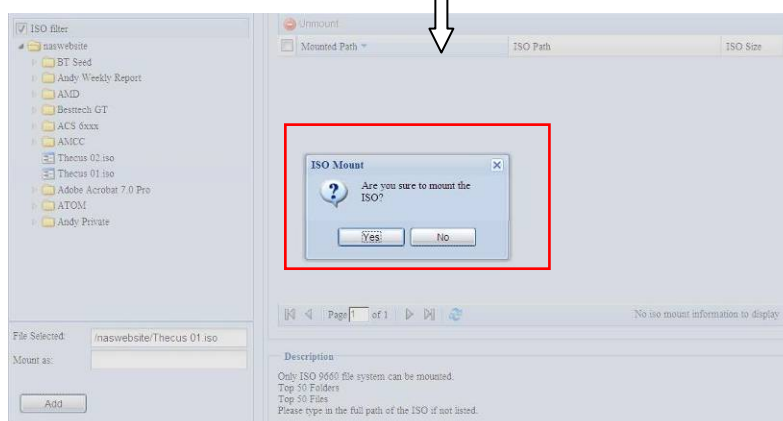 ISO filter
naswebsite
BT Seed
Andy Weekly Report
AMD
Besttech GT
ACS 6xxx
AMCC
Thecus 02.iso
Thecus 01.iso
Adobe Acrobat 7.0 Pro
ATOM
Andy Private
File Selected: /naswebsite/Thecus 01.iso
Mount as:
Add
Unmount
Mounted Path ISO Path ISO Size
ISO Mount
Are you sure to mount the
ISO?
Yes No
Page 1 of 1 No iso mount information to display
Description
Only ISO 9660 file system can be mounted.
Top 50 Folders
Top 50 Files
Please type in the full path of the ISO if not listed.